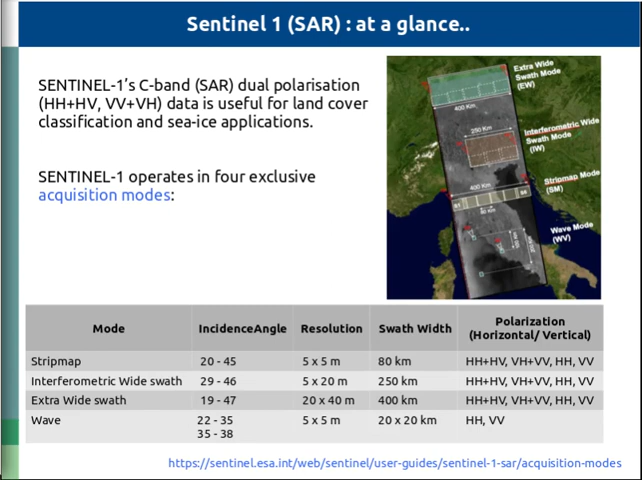 Sentinel 1 (SAR) : at a glance..
SENTINEL-1's C-band (SAR) dual polarisation
(HH+HV, VV+VH) data is useful for land cover
classification and sea-ice applications.
SENTINEL-1 operates in four exclusive
acquisition modes:
Extra Wide
Swath Mode
(EW)
400 Km
250 Km
Interferometric Wide
Swath Mode
(IW)
400 Km
Stripmap Mode
(SM)
S1
S6
80 Km
Wave Mode
(WV)
Mode IncidenceAngle Resolution Swath Width Polarization
(Horizontal/ Vertical)
Stripmap 20 - 45 5 x 5 m 80 km HH+HV, VH+VV, HH, VV
Interferometric Wide swath 29 - 46 5 x 20 m 250 km HH+HV, VH+VV, HH, VV
Extra Wide swath 19 - 47 20 x 40 m 400 km HH+HV, VH+VV, HH, VV
Wave 22 - 35 5 x 5 m 20 x 20 km HH, VV
35 - 38
https://sentinel.esa.int/web/sentinel/user-guides/sentinel-1-sar/acquisition-modes